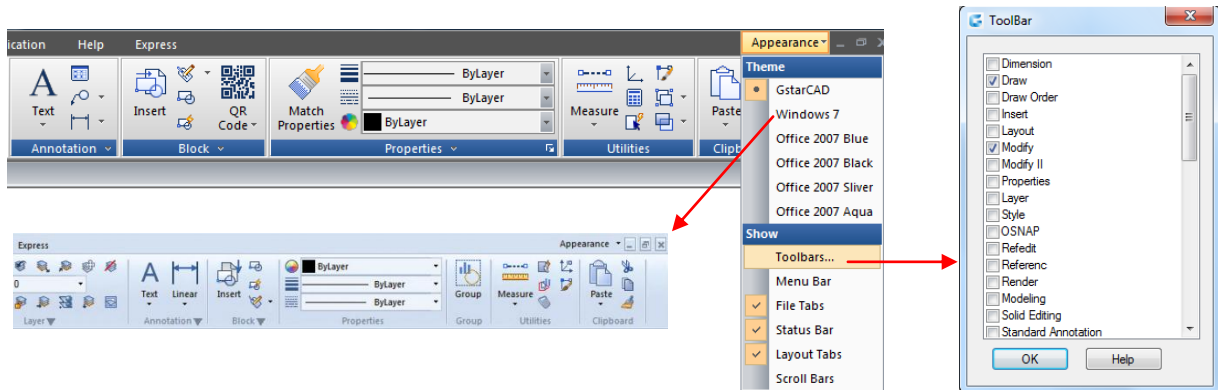 ication Help Express
Appearance
Text
Insert
QR
Code
Match
Properties
ByLayer
ByLayer
ByLayer
Measure
Paste
Annotation
Block
Properties
Utilities
Clipb
Theme
GstarCAD
Windows 7
Office 2007 Blue
Office 2007 Black
Office 2007 Sliver
Office 2007 Aqua
Show
Toolbars...
Menu Bar
File Tabs
Status Bar
Layout Tabs
Scroll Bars
Express
Appearance
0
Text
Linear
Insert
ByLayer
ByLayer
ByLayer
Group
Measure
Paste
Layer
Annotation
Block
Properties
Group
Utilities
Clipboard
ToolBar
Dimension
Draw
Draw Order
Insert
Layout
Modify
Modify II
Properties
Layer
Style
OSNAP
Refedit
Referenc
Render
Modeling
Solid Editing
Standard Annotation
OK
Help